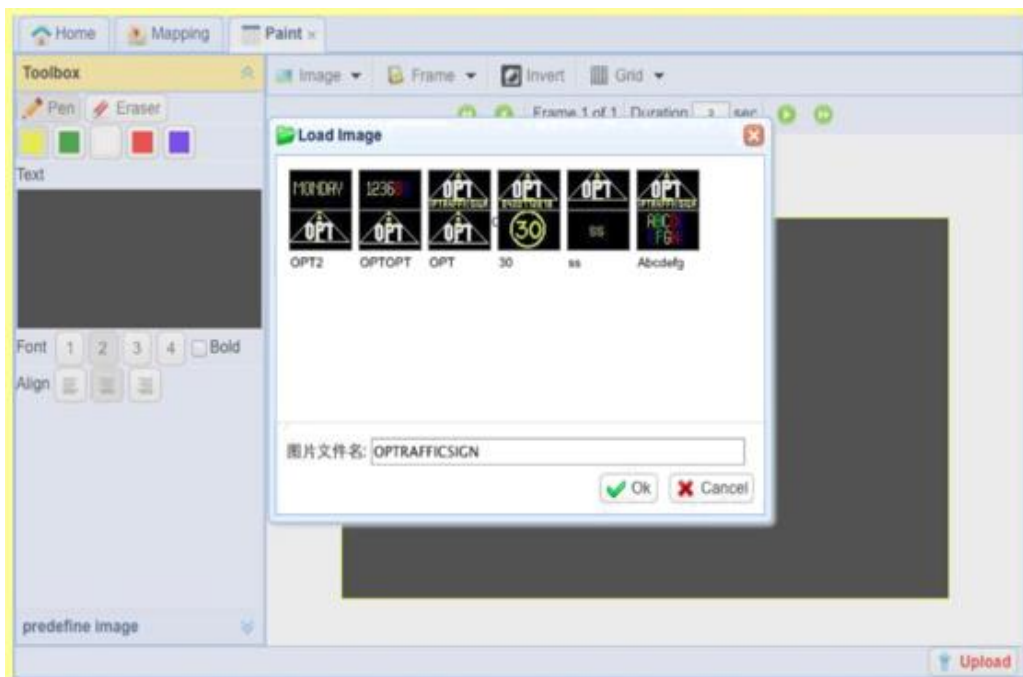 Home Mapping Paint
Toolbox
Image Frame Invert Grid
Pen Eraser
Frame 1 of 1 Duration sec
Load Image
Text
MONDAY 1236 OPT OPT OPT OPT
OPT OPT OPT 30 ss ABCD
FG
OPT2 OPTOPT OPT 30 ss Abcdefg
Font 1 2 3 4 Bold
Align
图片文件名: OPTRAFFICSIGN
Ok Cancel
predefine image
Upload